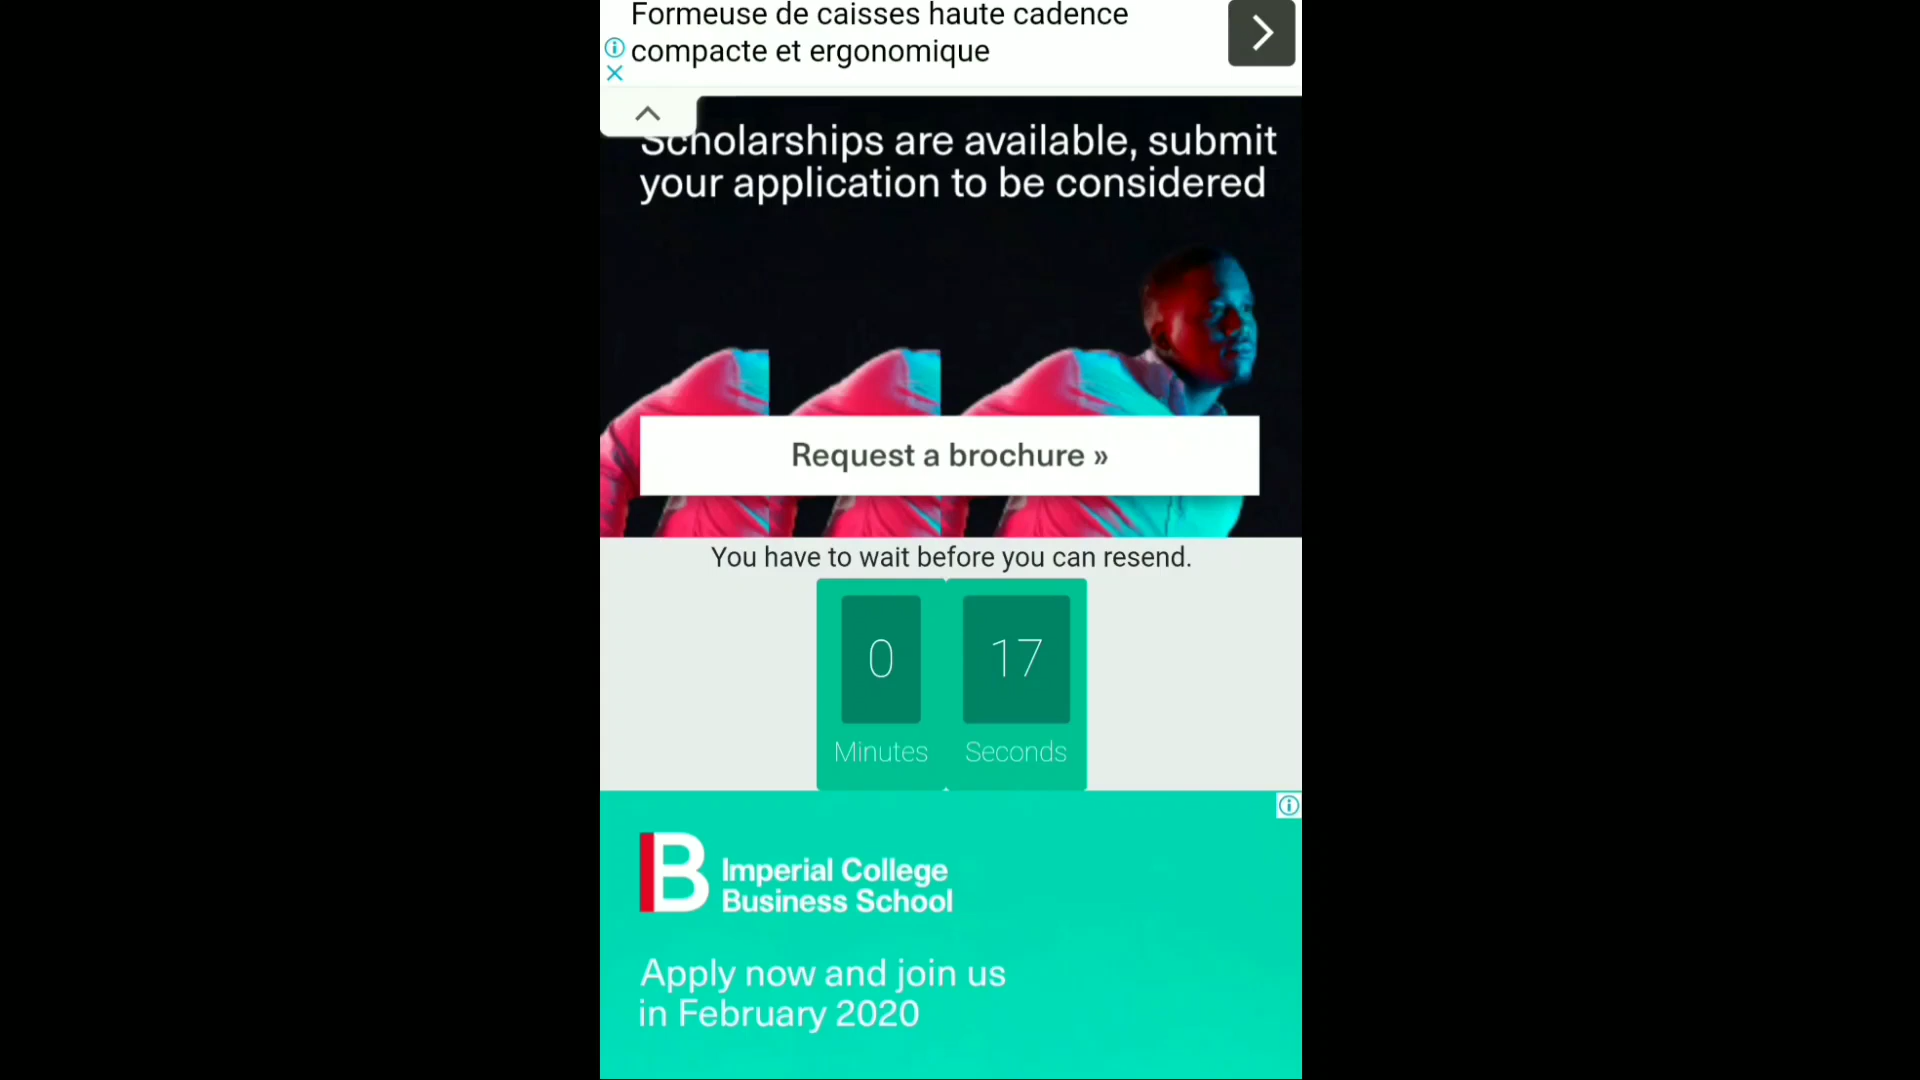 Formeuse de caisses haute cadence
compacte et ergonomique
Scholarships are available, submit
your application to be considered
Request a brochure »
You have to wait before you can resend.
0 17
Minutes Seconds
B Imperial College
Business School
Apply now and join us
in February 2020